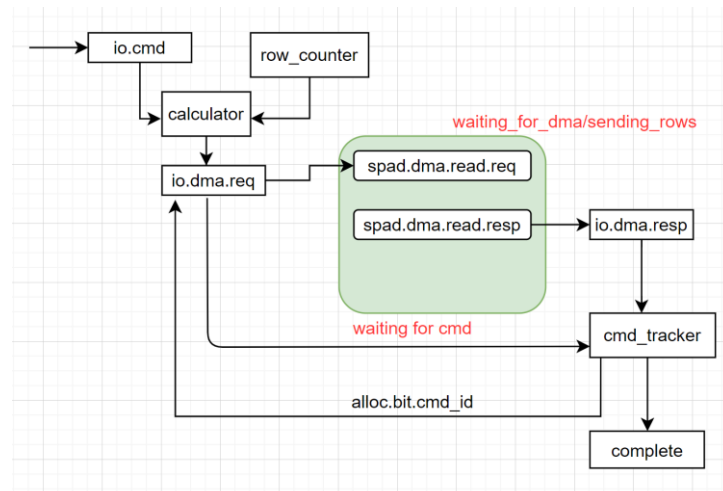 io.cmd
row_counter
calculator
waiting_for_dma/sending_rows
io.dma.req
spad.dma.read.req
spad.dma.read.resp
io.dma.resp
waiting for cmd
cmd_tracker
alloc.bit.cmd_id
complete